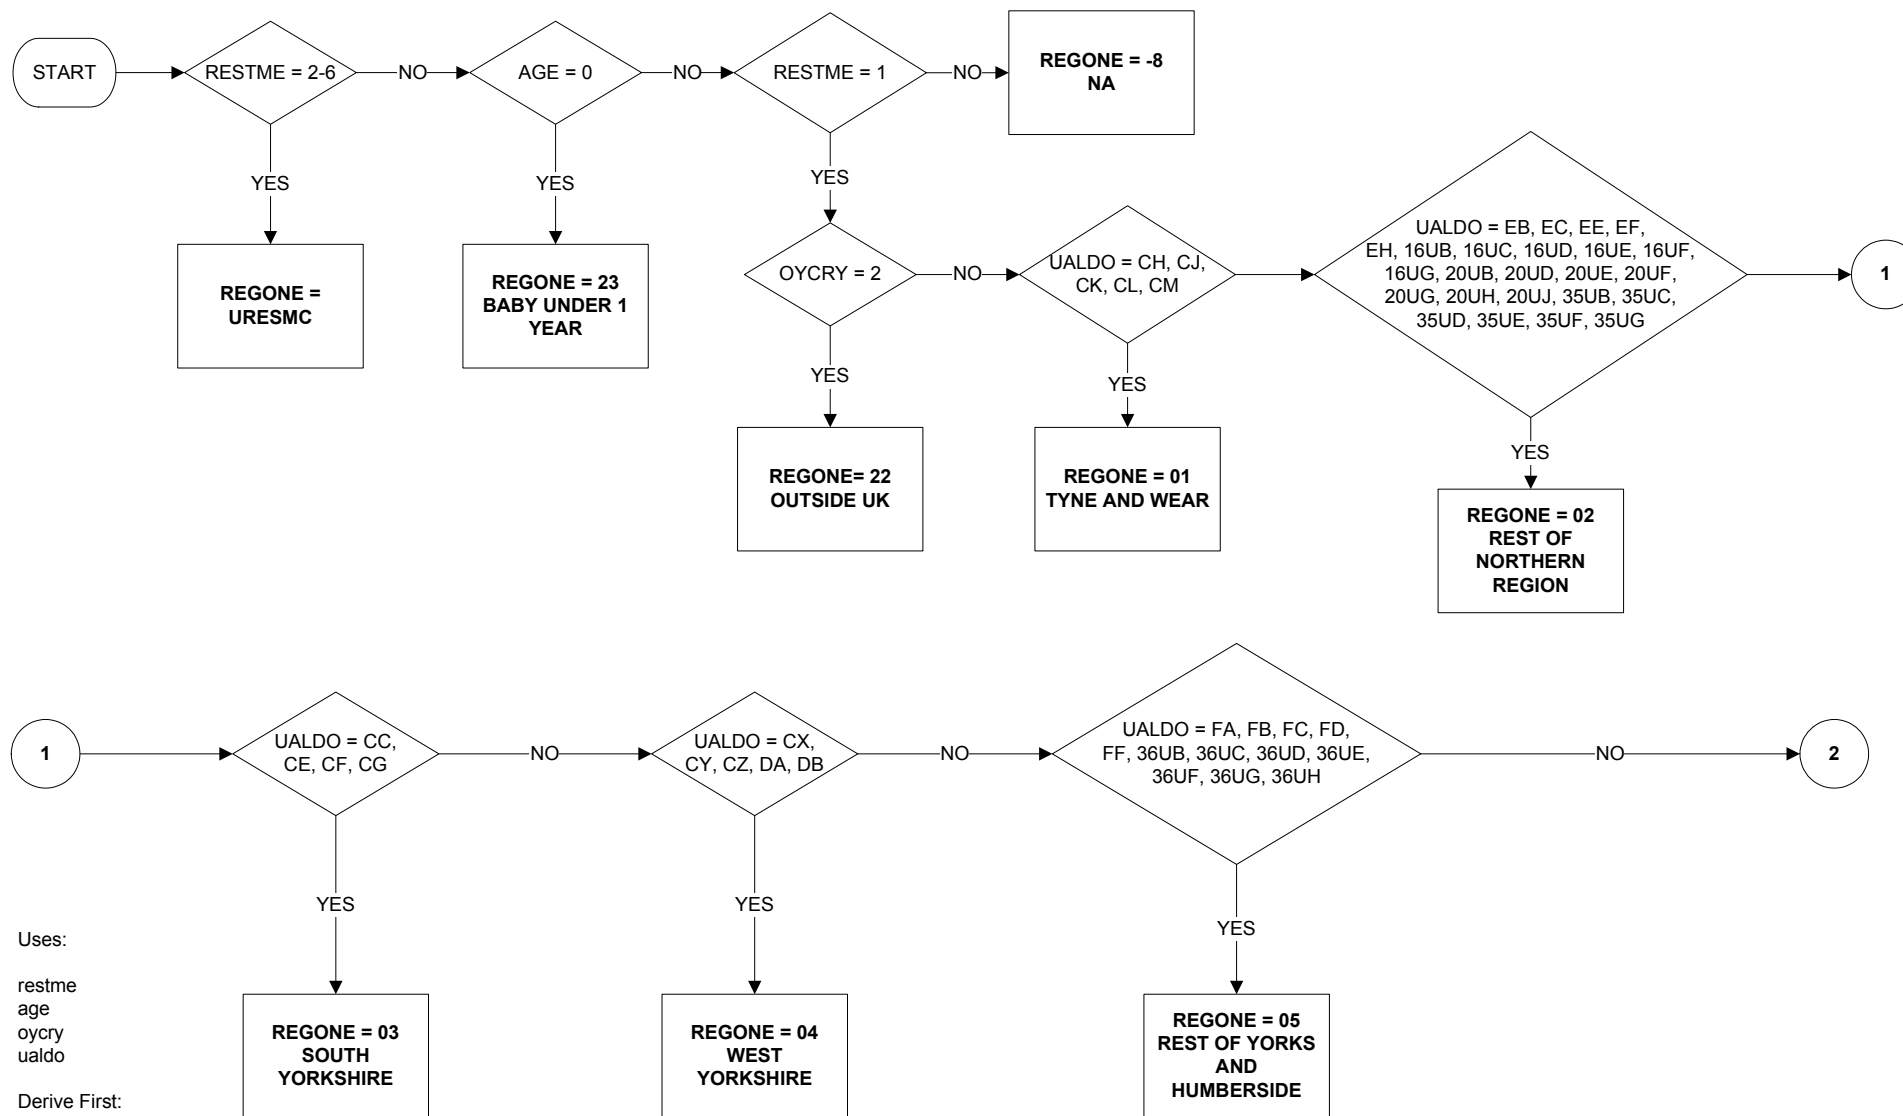 START
RESTME = 2-6
NO
AGE = 0
NO
RESTME = 1
NO
REGONE = -8
NA
YES
YES
YES
REGONE =
URESMC
REGONE = 23
BABY UNDER 1
YEAR
OYCRY = 2
NO
UALDO = CH, CJ,
CK, CL, CM
UALDO = EB, EC, EE, EF,
EH, 16UB, 16UC, 16UD, 16UE, 16UF,
16UG, 20UB, 20UD, 20UE, 20UF,
20UG, 20UH, 20UJ, 35UB, 35UC,
35UD, 35UE, 35UF, 35UG
1
YES
YES
YES
REGONE= 22
OUTSIDE UK
REGONE = 01
TYNE AND WEAR
REGONE = 02
REST OF
NORTHERN
REGION
1
UALDO = CC,
CE, CF, CG
NO
UALDO = CX,
CY, CZ, DA, DB
NO
UALDO = FA, FB, FC, FD,
FF, 36UB, 36UC, 36UD, 36UE,
36UF, 36UG, 36UH
NO
2
YES
YES
YES
REGONE = 03
SOUTH
YORKSHIRE
REGONE = 04
WEST
YORKSHIRE
REGONE = 05
REST OF YORKS
AND
HUMBERSIDE
Uses:
restme
age
oycry
ualdo
Derive First: